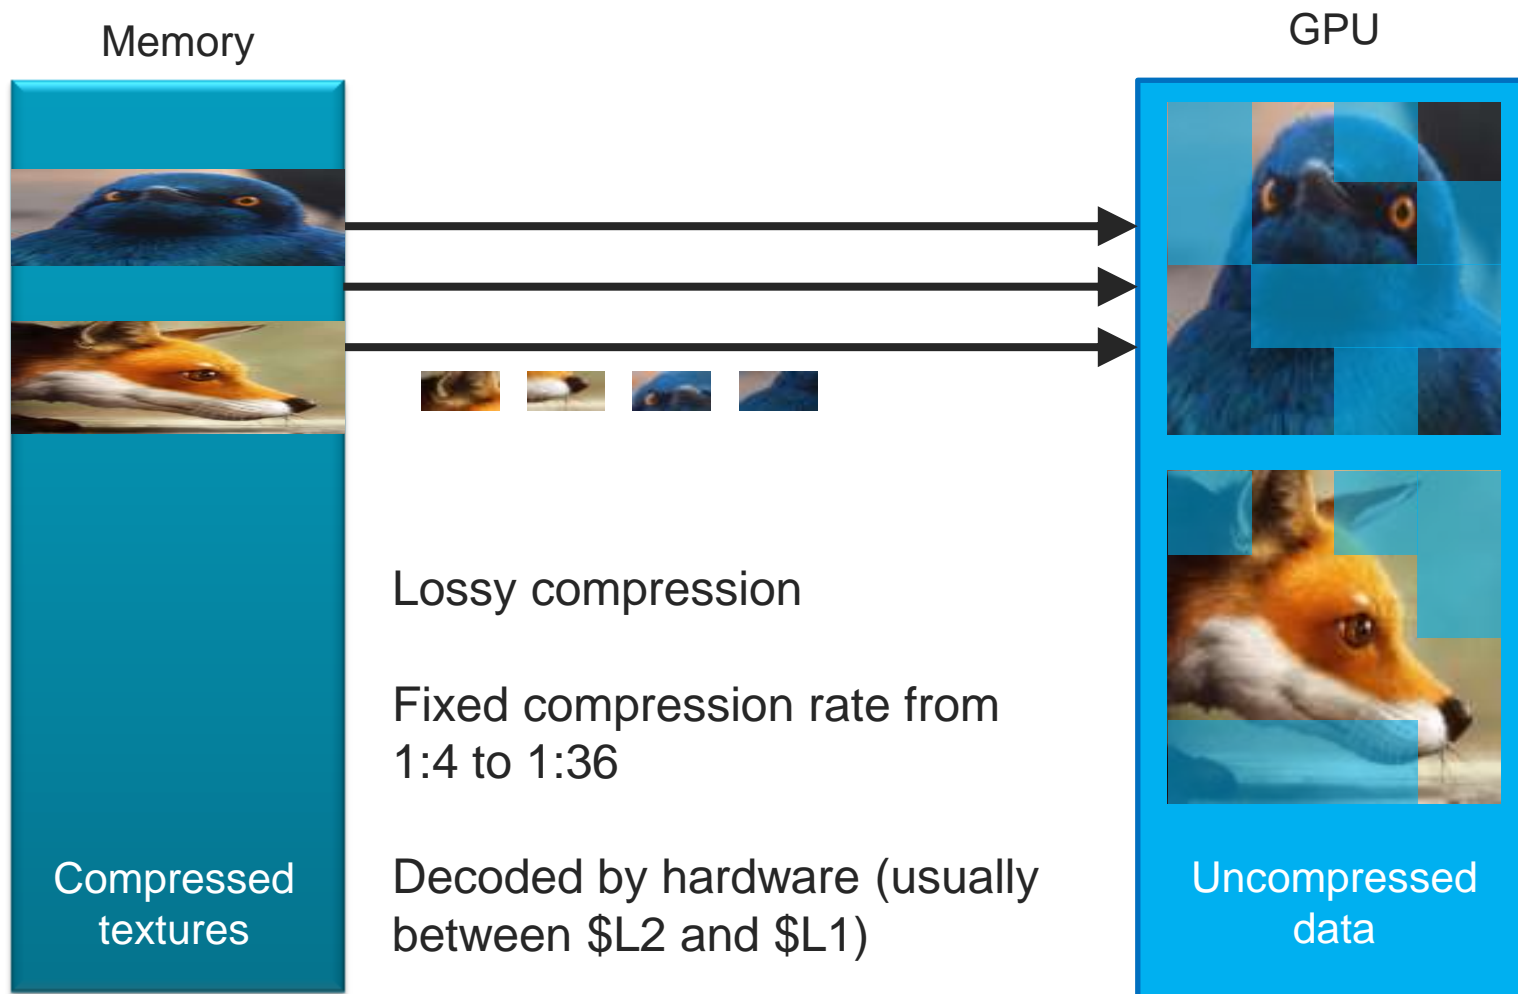 Memory
GPU
Lossy compression
Fixed compression rate from
1:4 to 1:36
Decoded by hardware (usually
between $L2 and $L1)
Compressed
textures
Uncompressed
data